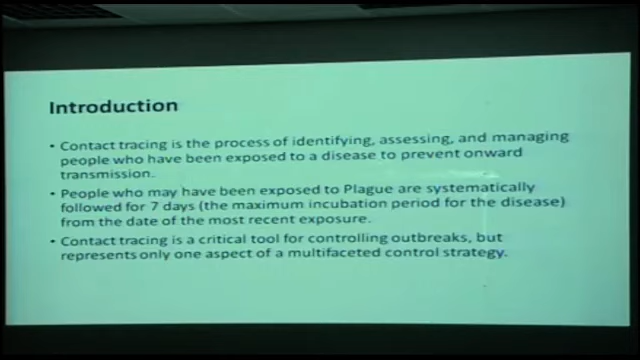 Introduction
• Contact tracing is the process of identifying, assessing, and managing
people who have been exposed to a disease to prevent onward
transmission.
• People who may have been exposed to Plague are systematically
followed for 7 days (the maximum incubation period for the disease)
from the date of the most recent exposure.
• Contact tracing is a critical tool for controlling outbreaks, but
represents only one aspect of a multifaceted control strategy.